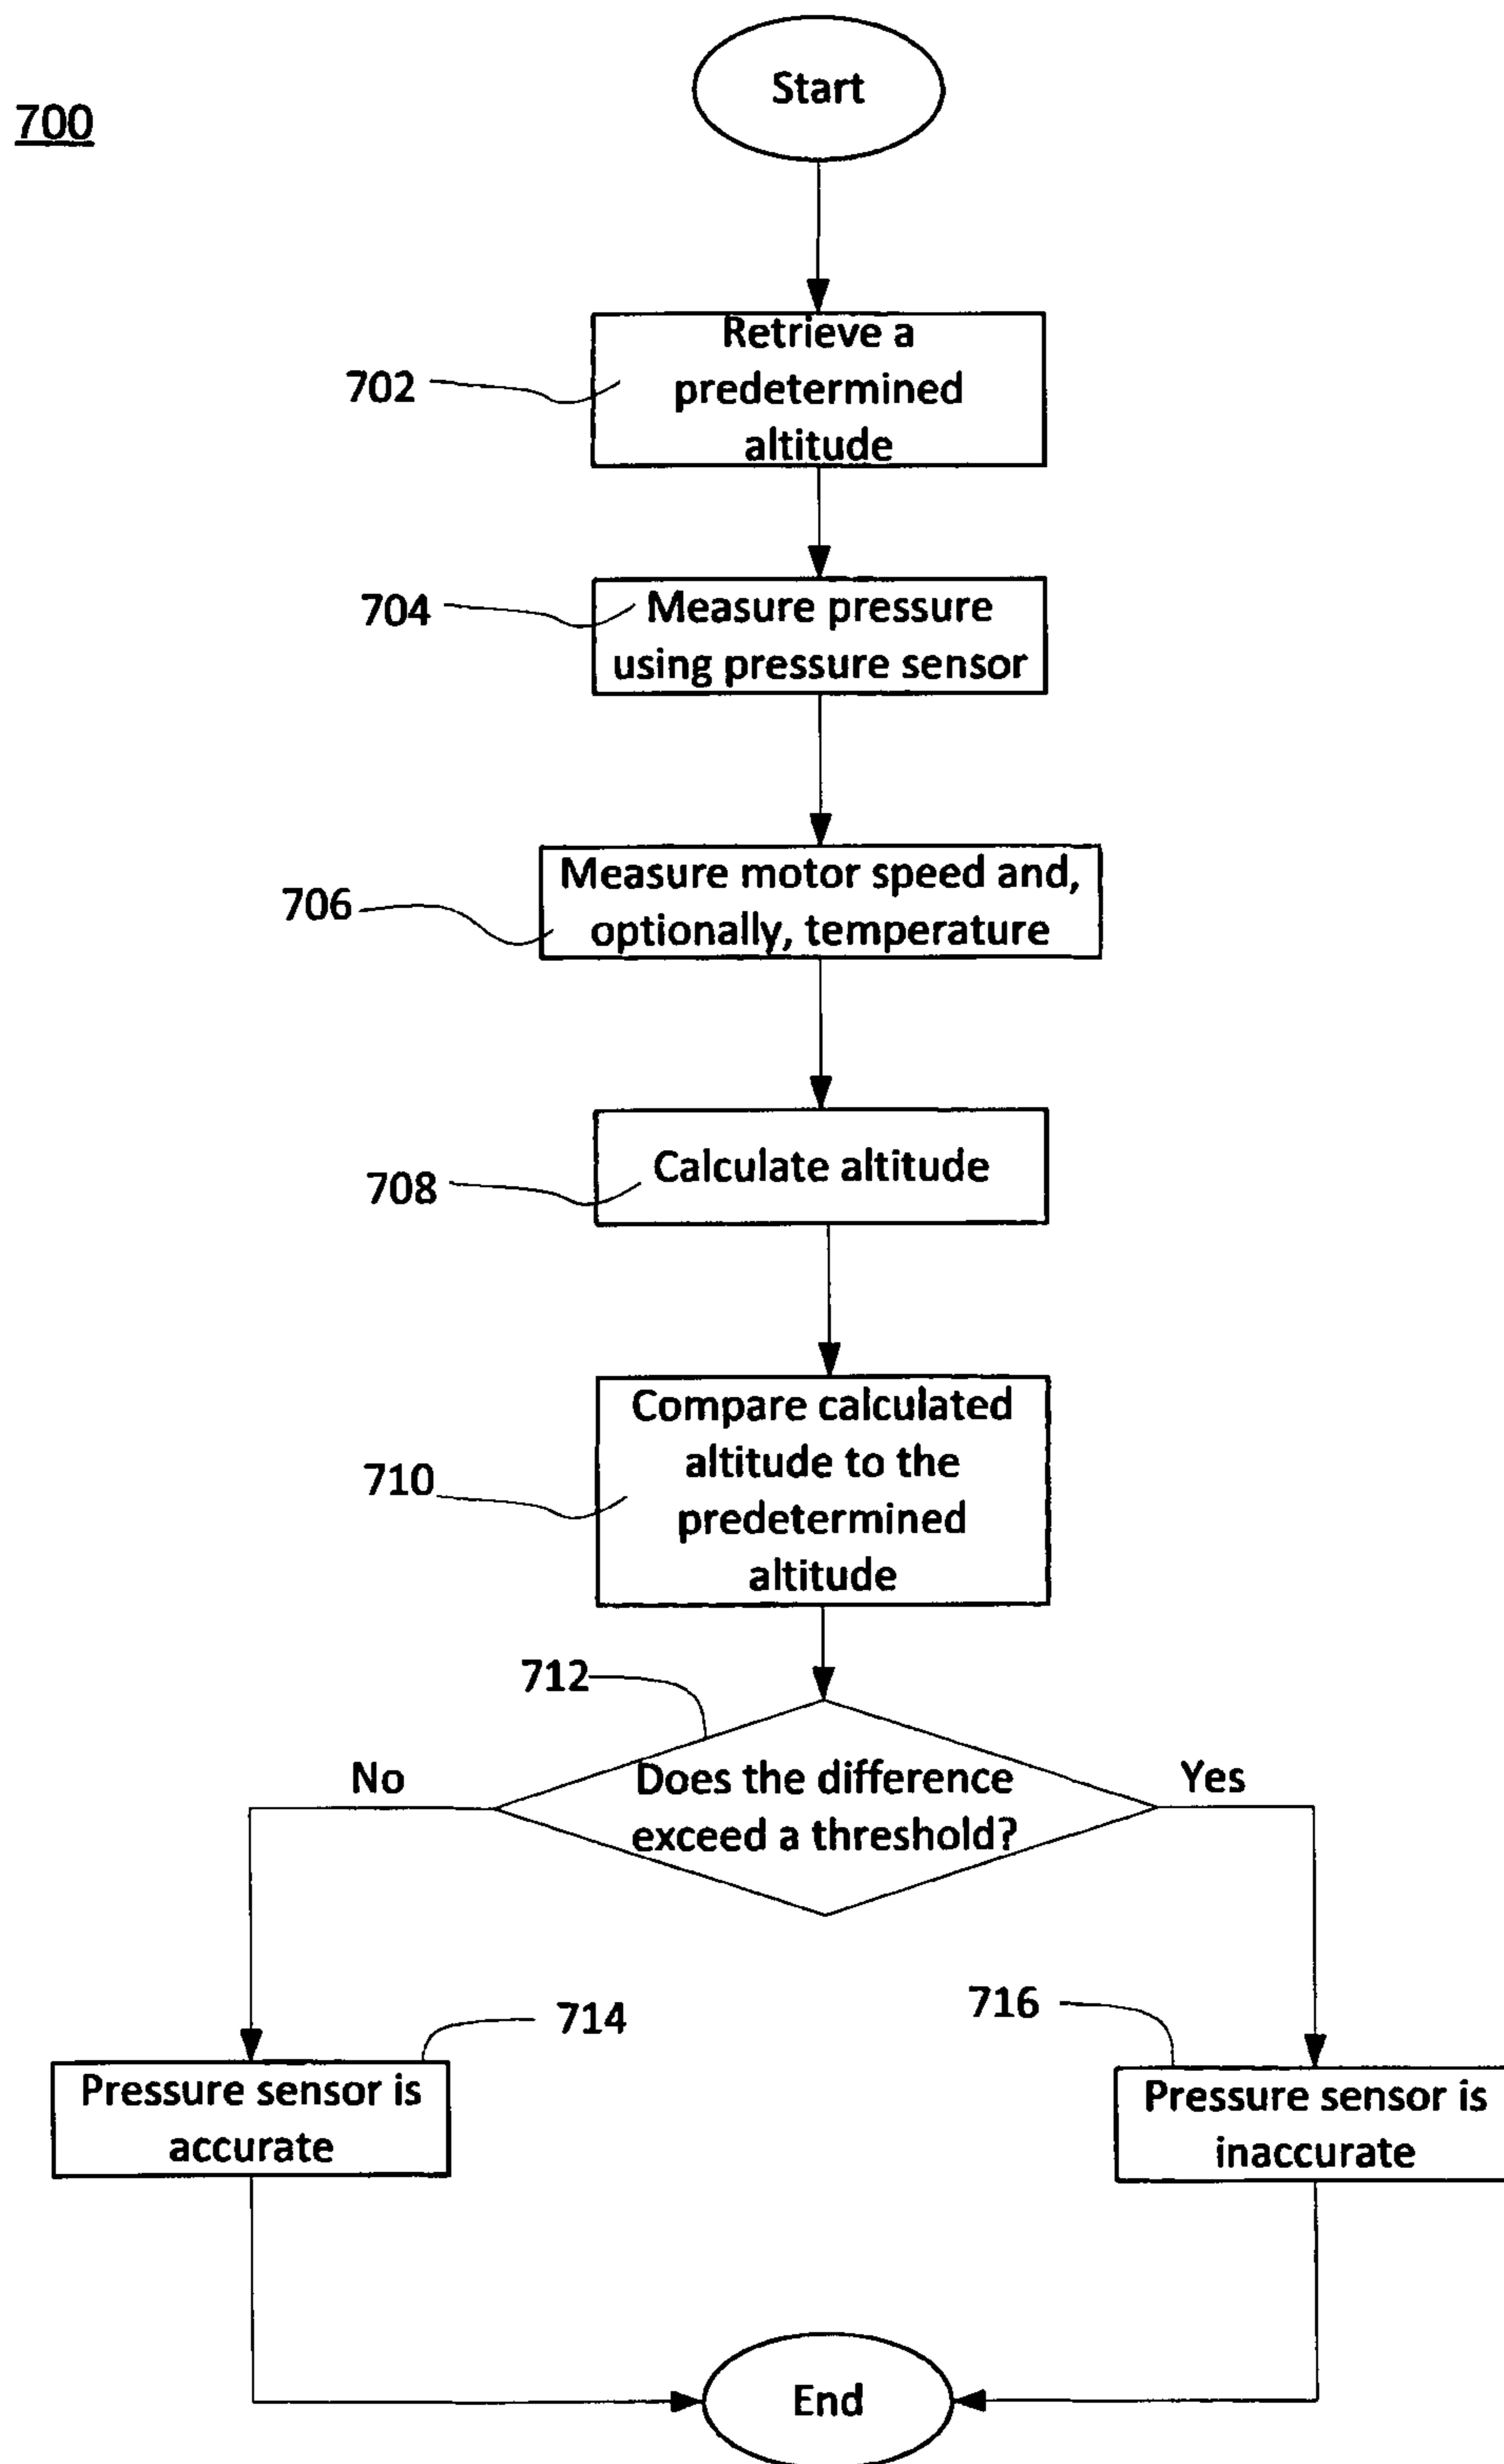 Start
700
Retrieve a
predetermined
altitude
702
Measure pressure
using pressure sensor
704
Measure motor speed and,
optionally, temperature
706
Calculate altitude
708
Compare calculated
altitude to the
predetermined
altitude
710
712
Does the difference
exceed a threshold?
No
Yes
714
716
Pressure sensor is
accurate
Pressure sensor is
inaccurate
End